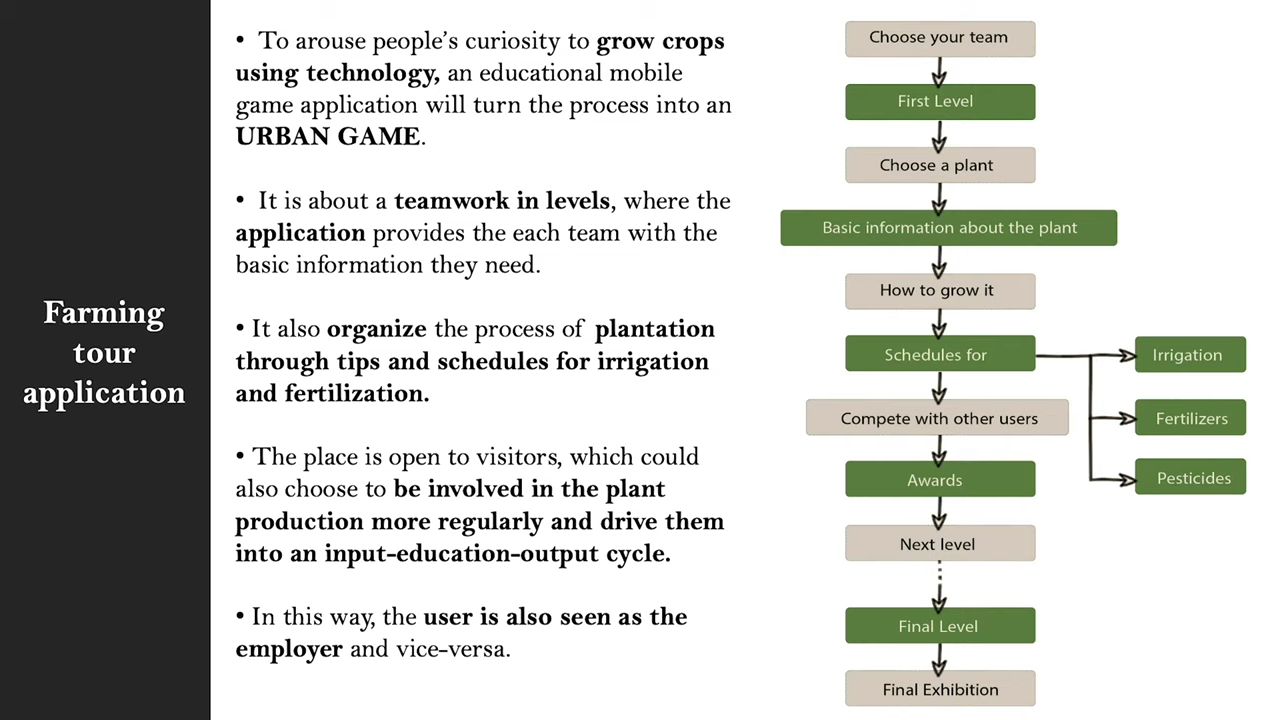 Farming
tour
application
• To arouse people's curiosity to grow crops
using technology, an educational mobile
game application will turn the process into an
URBAN GAME.
• It is about a teamwork in levels, where the
application provides the each team with the
basic information they need.
• It also organize the process of plantation
through tips and schedules for irrigation
and fertilization.
• The place is open to visitors, which could
also choose to be involved in the plant
production more regularly and drive them
into an input-education-output cycle.
• In this way, the user is also seen as the
employer and vice-versa.
Choose your team
First Level
Choose a plant
Basic information about the plant
How to grow it
Schedules for
Irrigation
Fertilizers
Pesticides
Compete with other users
Awards
Next level
Final Level
Final Exhibition